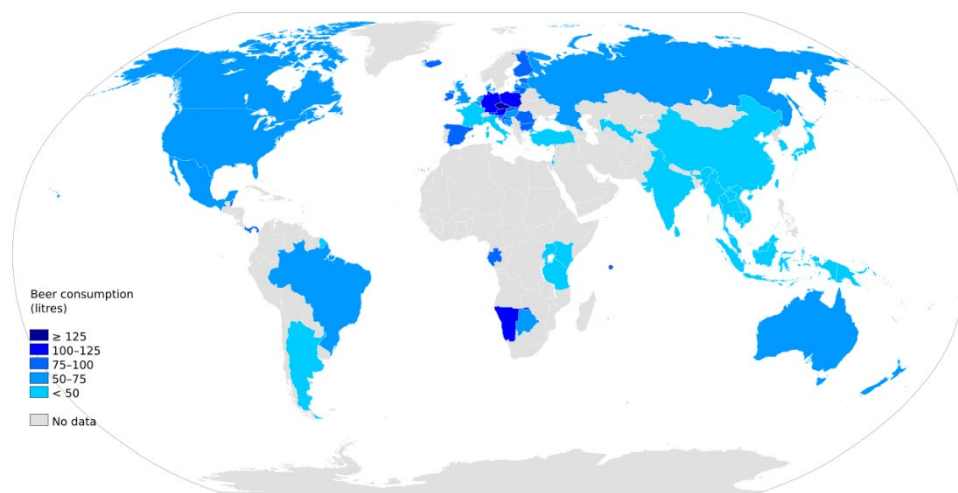 Beer consumption
(litres)
≥ 125
100–125
75–100
50–75
< 50
No data